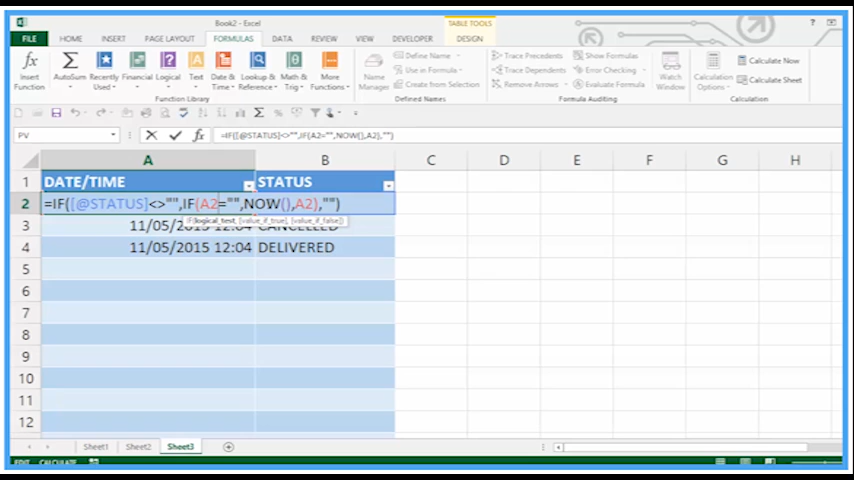 Book2 - Excel
TABLE TOOLS
FILE HOME INSERT PAGE LAYOUT FORMULAS DATA REVIEW VIEW DEVELOPER DESIGN
fx Σ ? A
Insert Function
AutoSum
Recently Used
Financial
Logical
Text
Date & Time
Lookup & Reference
Math & Trig
More Functions
Function Library
Name Manager
Define Name
Use in Formula
Create from Selection
Defined Names
Trace Precedents
Trace Dependents
Remove Arrows
Show Formulas
Error Checking
Evaluate Formula
Formula Auditing
Watch Window
Calculation Options
Calculate Now
Calculate Sheet
Calculation
PV fx =IF([@STATUS]<>"",IF(A2="",NOW(),A2),"")
A B C D E F G H
1 DATE/TIME STATUS
2 =IF([@STATUS]<>"",IF(A2="",NOW(),A2),"")
IF(logical_test, [value_if_true], [value_if_false])
3 11/05/2015 12:04 CANCELLED
4 11/05/2015 12:04 DELIVERED
5
6
7
8
9
10
11
12
Sheet1 Sheet2 Sheet3
EDIT CALCULATE